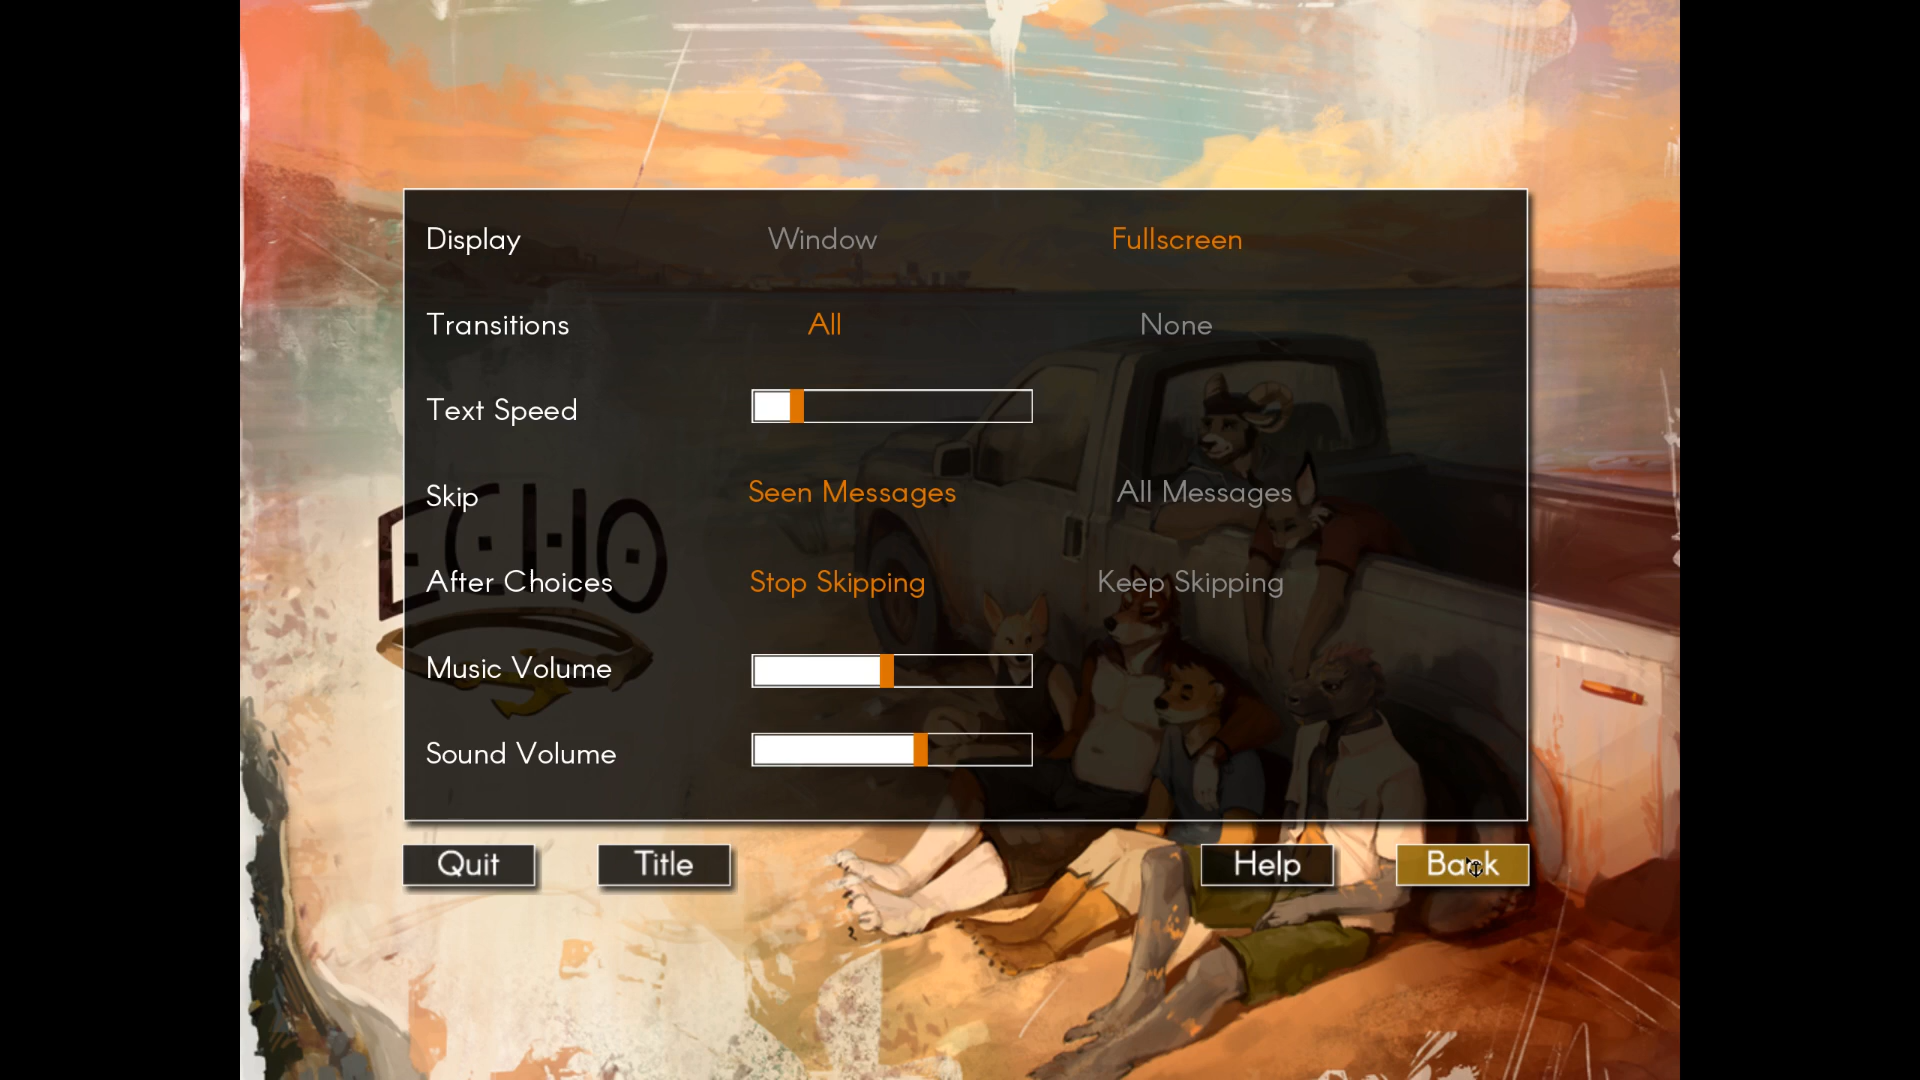 Display Window Fullscreen
Transitions All None
Text Speed
Skip Seen Messages All Messages
ECHO
After Choices Stop Skipping Keep Skipping
Music Volume
Sound Volume
Quit Title Help Back